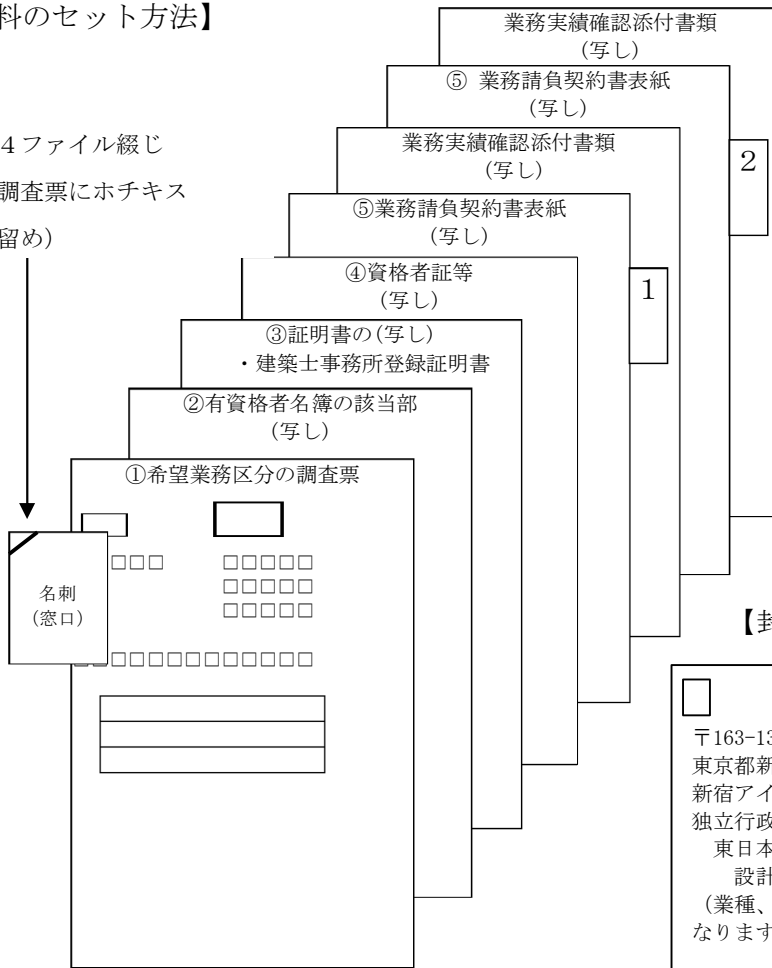 料のセット方法】
業務実績確認添付書類
(写し)
⑤ 業務請負契約書表紙
(写し)
2
4ファイル綴じ
業務実績確認添付書類
(写し)
調査票にホチキス
留め)
⑤業務請負契約書表紙
(写し)
1
④資格者証等
(写し)
③証明書の(写し)
・建築士事務所登録証明書
②有資格者名簿の該当部
(写し)
①希望業務区分の調査票
□□□ □□□□□
□□□□□
□□□□□
名刺
(窓口)
□□□□□□□□□□□
【封
〒163-13
東京都新
新宿アイ
独立行政
東日本
設計
(業種、
なります